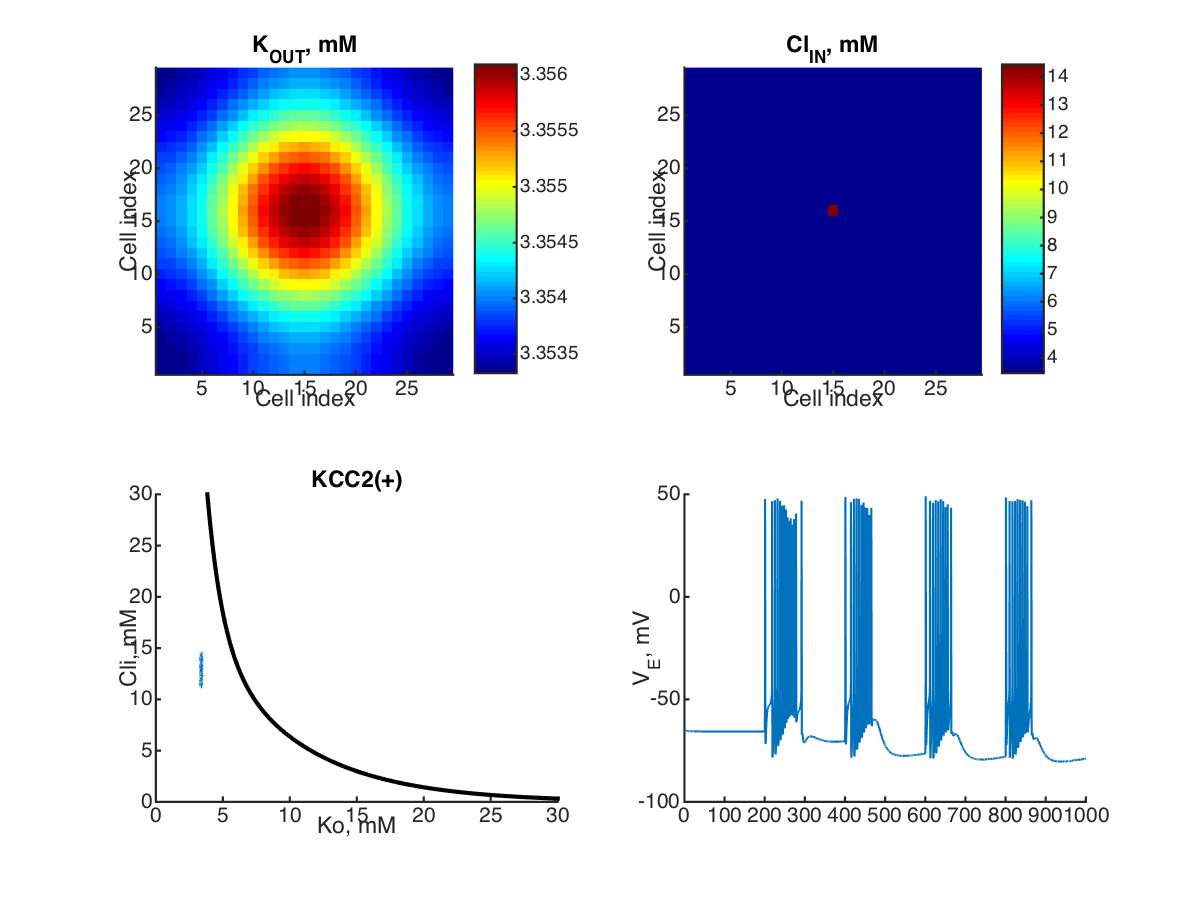 K_OUT, mM
25
20
15
10
5
Cell index
5 10 15 20 25
Cell index
3.356
3.3555
3.355
3.3545
3.354
3.3535
Cl_IN, mM
25
20
15
10
5
Cell index
5 10 15 20 25
Cell index
14
13
12
11
10
9
8
7
6
5
4
KCC2(+)
30
25
20
15
10
5
0
Cli, mM
0 5 10 15 20 25 30
Ko, mM
50
0
-50
-100
V_E, mV
0 100 200 300 400 500 600 700 800 900 1000